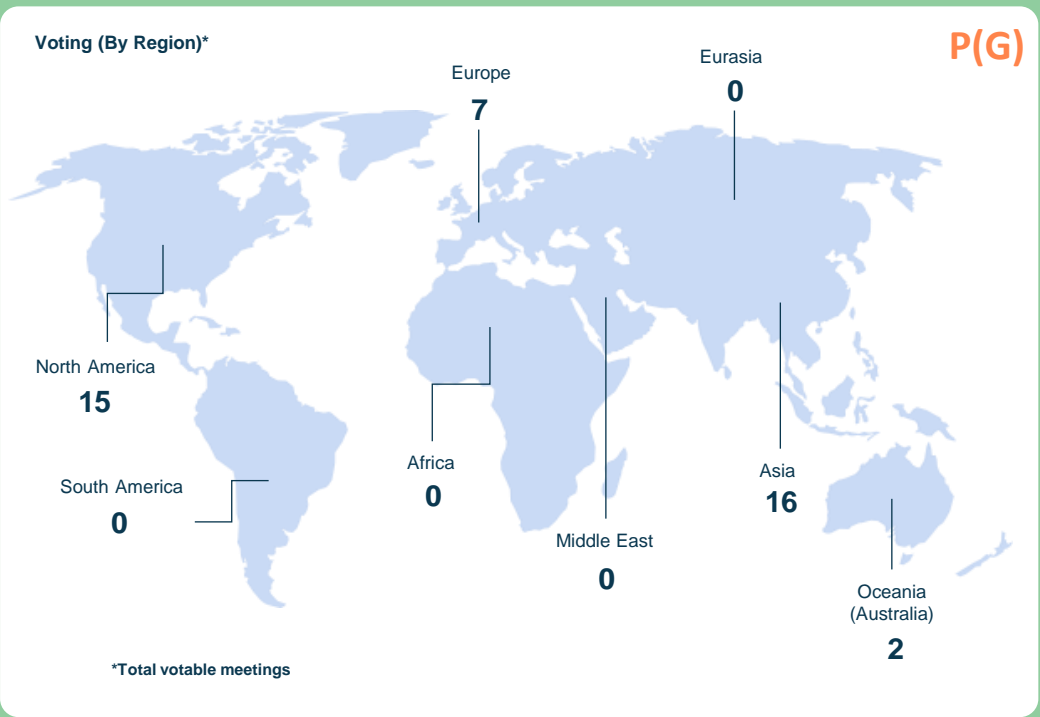 Voting (By Region)*
P(G)
Europe
7
Eurasia
0
North America
15
South America
0
Africa
0
Middle East
0
Asia
16
Oceania
(Australia)
2
*Total votable meetings